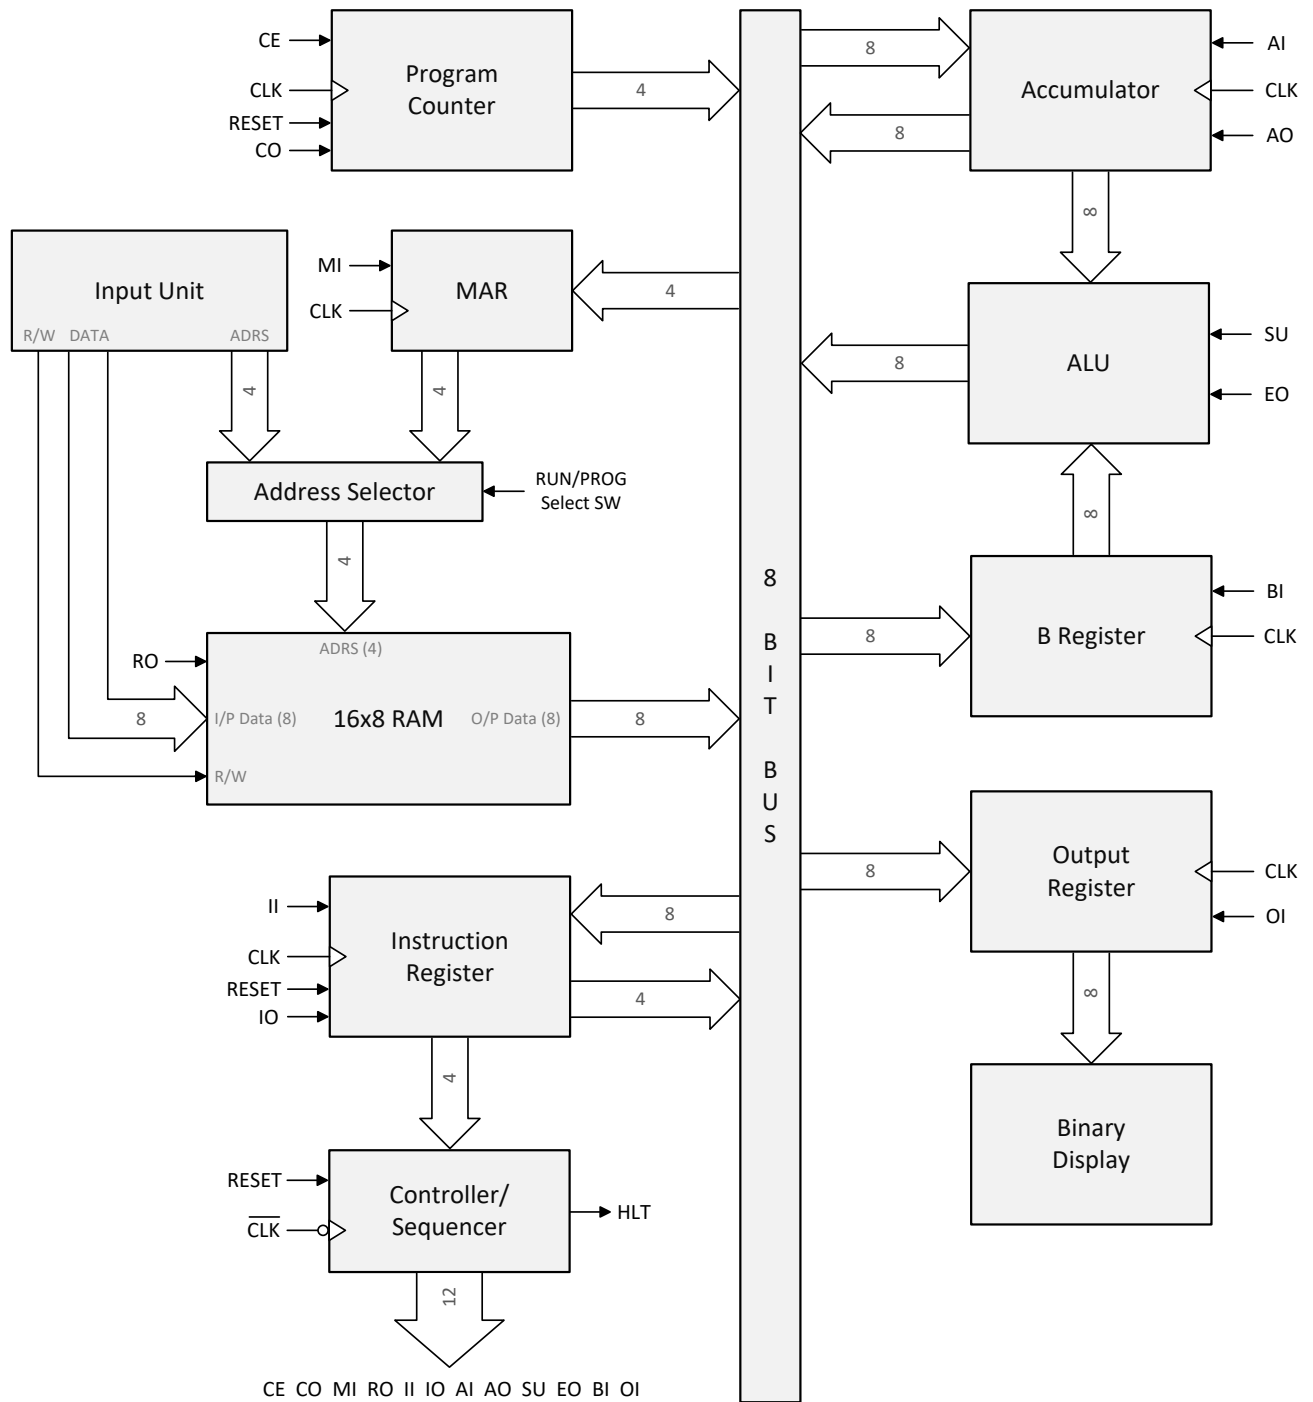 CE
CLK
RESET
CO
Program
Counter
4
8
8
Accumulator
AI
CLK
AO
8
Input Unit
R/W DATA ADRS
MI
CLK
MAR
4
4
4
8
ALU
SU
EO
8
Address Selector
RUN/PROG
Select SW
4
8 BIT BUS
RO
ADRS (4)
8
I/P Data (8)
16x8 RAM
O/P Data (8)
R/W
8
8
B Register
BI
CLK
II
CLK
RESET
IO
Instruction
Register
8
4
8
Output
Register
CLK
OI
8
4
RESET
CLK
Controller/
Sequencer
HLT
12
Binary
Display
CE CO MI RO II IO AI AO SU EO BI OI